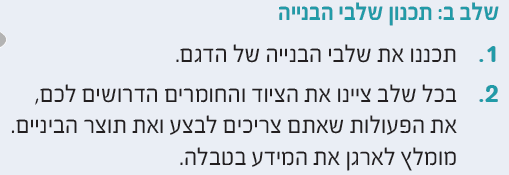 שלב ב: תכנון שלבי הבנייה
1. תכננו את שלבי הבנייה של הדגם.
2. בכל שלב ציינו את הציוד והחומרים הדרושים לכם,
את הפעולות שאתם צריכים לבצע ואת תוצר הביניים.
מומלץ לארגן את המידע בטבלה.